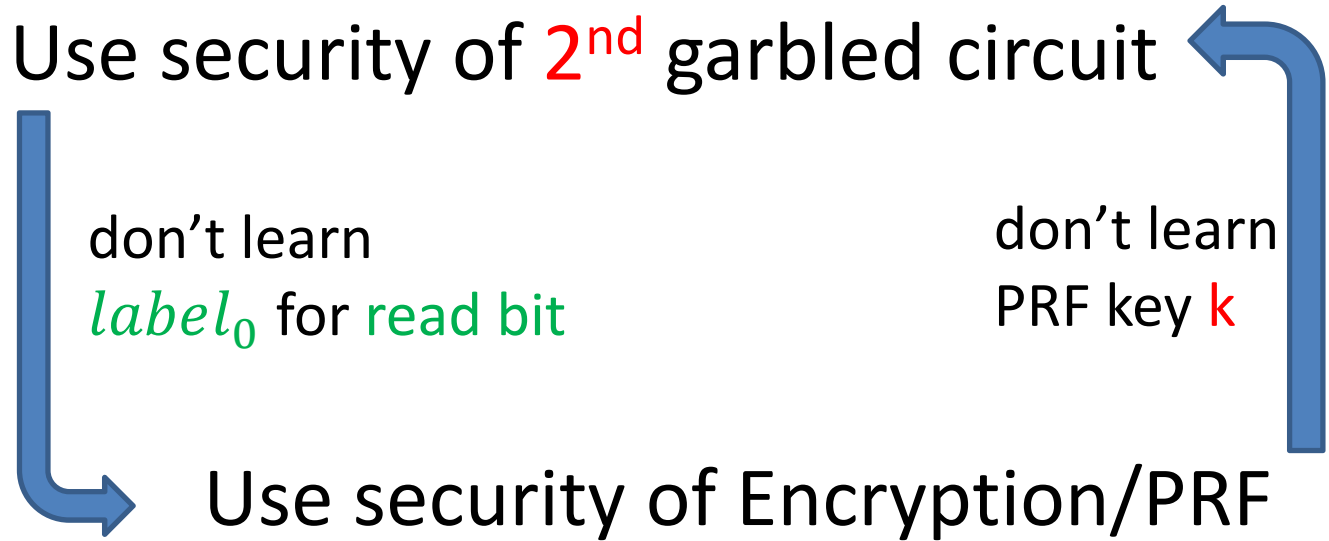 Use security of 2nd garbled circuit
don’t learn
label0 for read bit
don’t learn
PRF key k
Use security of Encryption/PRF